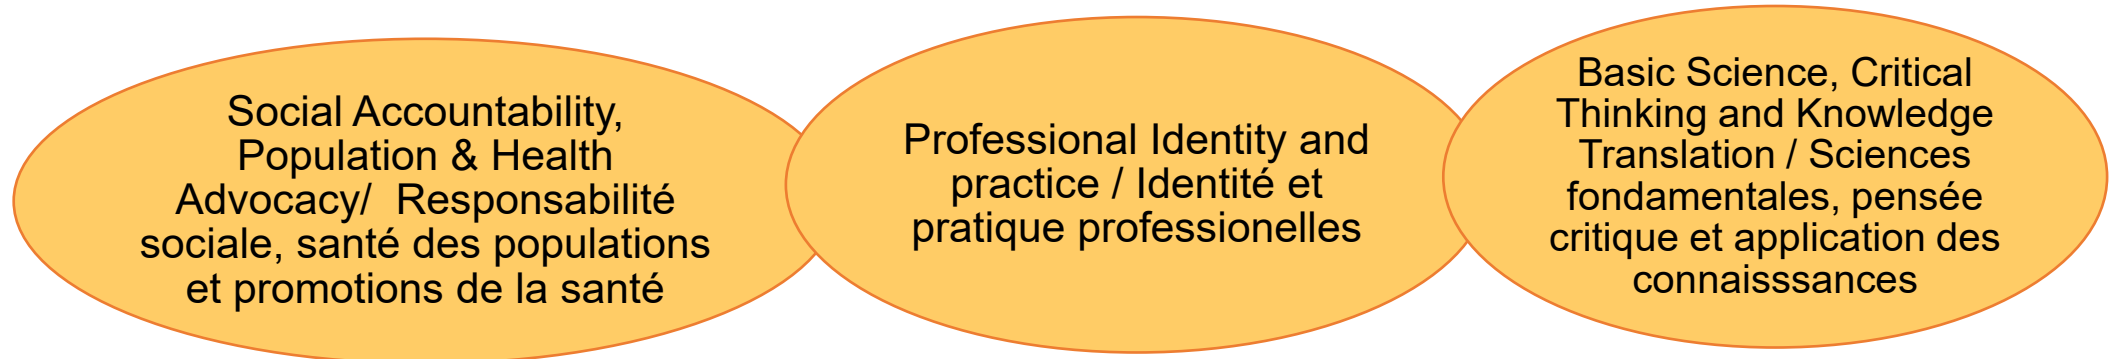 Social Accountability,
Population & Health
Advocacy/  Responsabilité
sociale, santé des populations
et promotions de la santé
Professional Identity and
practice / Identité et
pratique professionelles
Basic Science, Critical
Thinking and Knowledge
Translation / Sciences
fondamentales, pensée
critique et application des
connaisssances